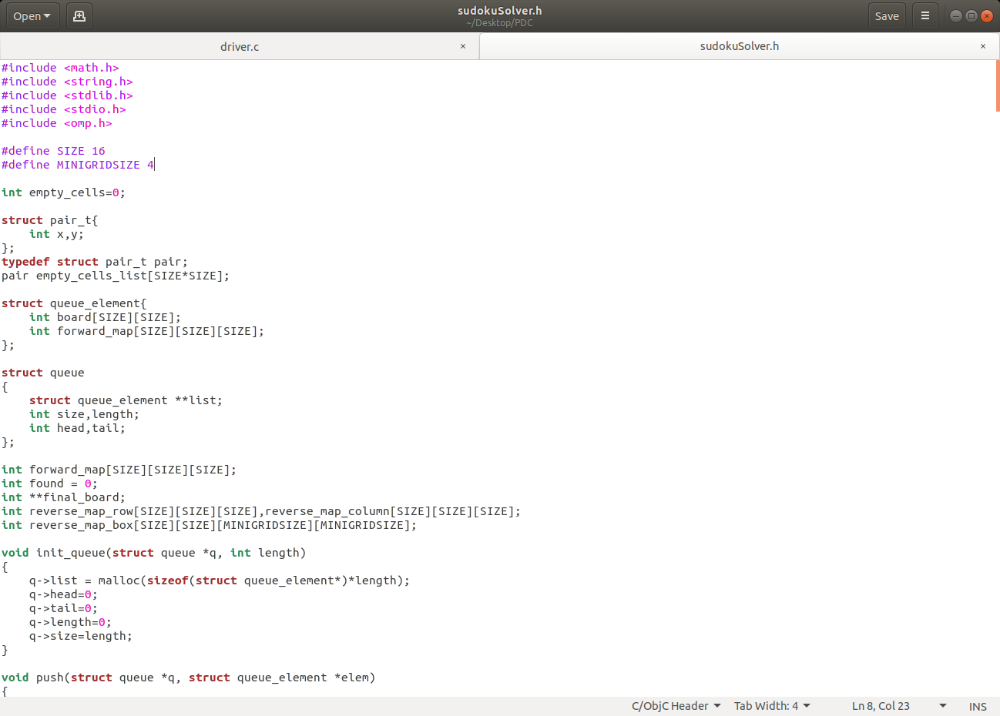 Open
sudokuSolver.h
~/Desktop/PDC
Save
driver.c
sudokuSolver.h
#include <math.h>
#include <string.h>
#include <stdlib.h>
#include <stdio.h>
#include <omp.h>
#define SIZE 16
#define MINIGRIDSIZE 4
int empty_cells=0;
struct pair_t{
    int x,y;
};
typedef struct pair_t pair;
pair empty_cells_list[SIZE*SIZE];
struct queue_element{
    int board[SIZE][SIZE];
    int forward_map[SIZE][SIZE][SIZE];
};
struct queue
{
    struct queue_element **list;
    int size,length;
    int head,tail;
};
int forward_map[SIZE][SIZE][SIZE];
int found = 0;
int **final_board;
int reverse_map_row[SIZE][SIZE][SIZE],reverse_map_column[SIZE][SIZE][SIZE];
int reverse_map_box[SIZE][SIZE][MINIGRIDSIZE][MINIGRIDSIZE];
void init_queue(struct queue *q, int length)
{
    q->list = malloc(sizeof(struct queue_element*)*length);
    q->head=0;
    q->tail=0;
    q->length=0;
    q->size=length;
}
void push(struct queue *q, struct queue_element *elem)
{
C/ObjC Header Tab Width: 4 Ln 8, Col 23 INS